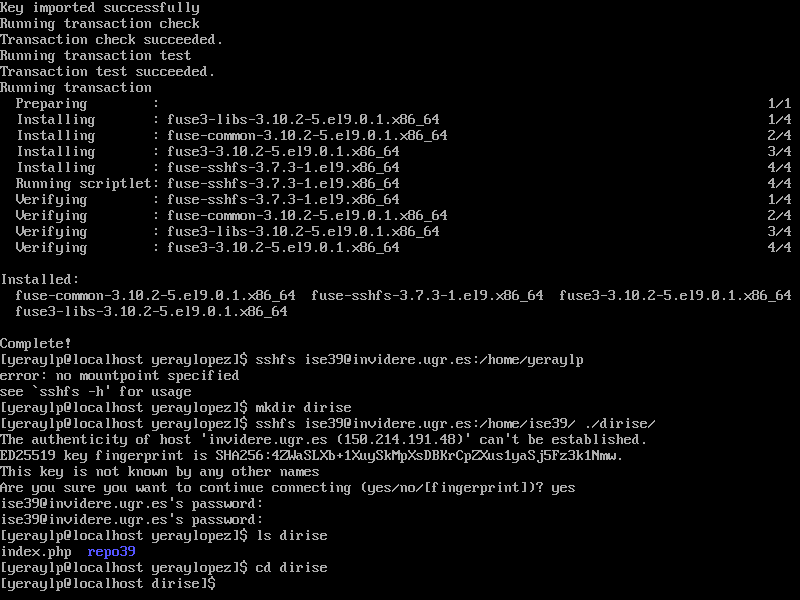 Key imported successfully
Running transaction check
Transaction check succeeded.
Running transaction test
Transaction test succeeded.
Running transaction
  Preparing        :                                                                               1/1
  Installing       : fuse3-libs-3.10.2-5.el9.0.1.x86_64                                            1/4
  Installing       : fuse-common-3.10.2-5.el9.0.1.x86_64                                           2/4
  Installing       : fuse3-3.10.2-5.el9.0.1.x86_64                                                 3/4
  Installing       : fuse-sshfs-3.7.3-1.el9.x86_64                                                 4/4
  Running scriptlet: fuse-sshfs-3.7.3-1.el9.x86_64                                                 4/4
  Verifying        : fuse-sshfs-3.7.3-1.el9.x86_64                                                 1/4
  Verifying        : fuse-common-3.10.2-5.el9.0.1.x86_64                                           2/4
  Verifying        : fuse3-libs-3.10.2-5.el9.0.1.x86_64                                            3/4
  Verifying        : fuse3-3.10.2-5.el9.0.1.x86_64                                                 4/4
Installed:
  fuse-common-3.10.2-5.el9.0.1.x86_64  fuse-sshfs-3.7.3-1.el9.x86_64  fuse3-3.10.2-5.el9.0.1.x86_64
  fuse3-libs-3.10.2-5.el9.0.1.x86_64
Complete!
[yeraylp@localhost yeraylopez]$ sshfs ise39@invidere.ugr.es:/home/yeraylp
error: no mountpoint specified
see `sshfs -h' for usage
[yeraylp@localhost yeraylopez]$ mkdir dirise
[yeraylp@localhost yeraylopez]$ sshfs ise39@invidere.ugr.es:/home/ise39/ ./dirise/
The authenticity of host 'invidere.ugr.es (150.214.191.48)' can't be established.
ED25519 key fingerprint is SHA256:42WaSLXb+1XuySkMpXsDBKrCpZXus1yaSj5Fz3k1Nmw.
This key is not known by any other names
Are you sure you want to continue connecting (yes/no/[fingerprint])? yes
ise39@invidere.ugr.es's password:
ise39@invidere.ugr.es's password:
[yeraylp@localhost yeraylopez]$ ls dirise
index.php  repo39
[yeraylp@localhost yeraylopez]$ cd dirise
[yeraylp@localhost dirise]$